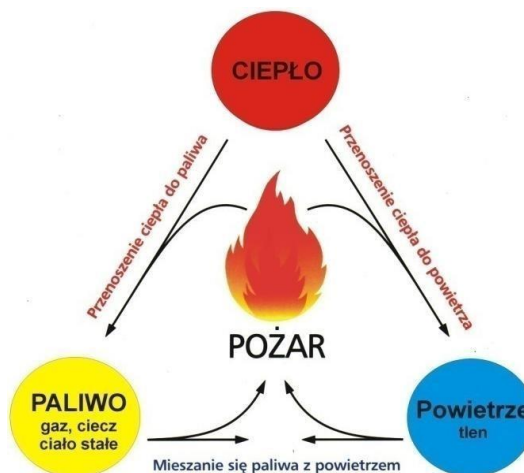 CIEPŁO
Przenoszenie ciepła do paliwa
Przenoszenie ciepła do powietrza
POŻAR
PALIWO
gaz, ciecz
ciało stałe
Powietrze
tlen
Mieszanie się paliwa z powietrzem